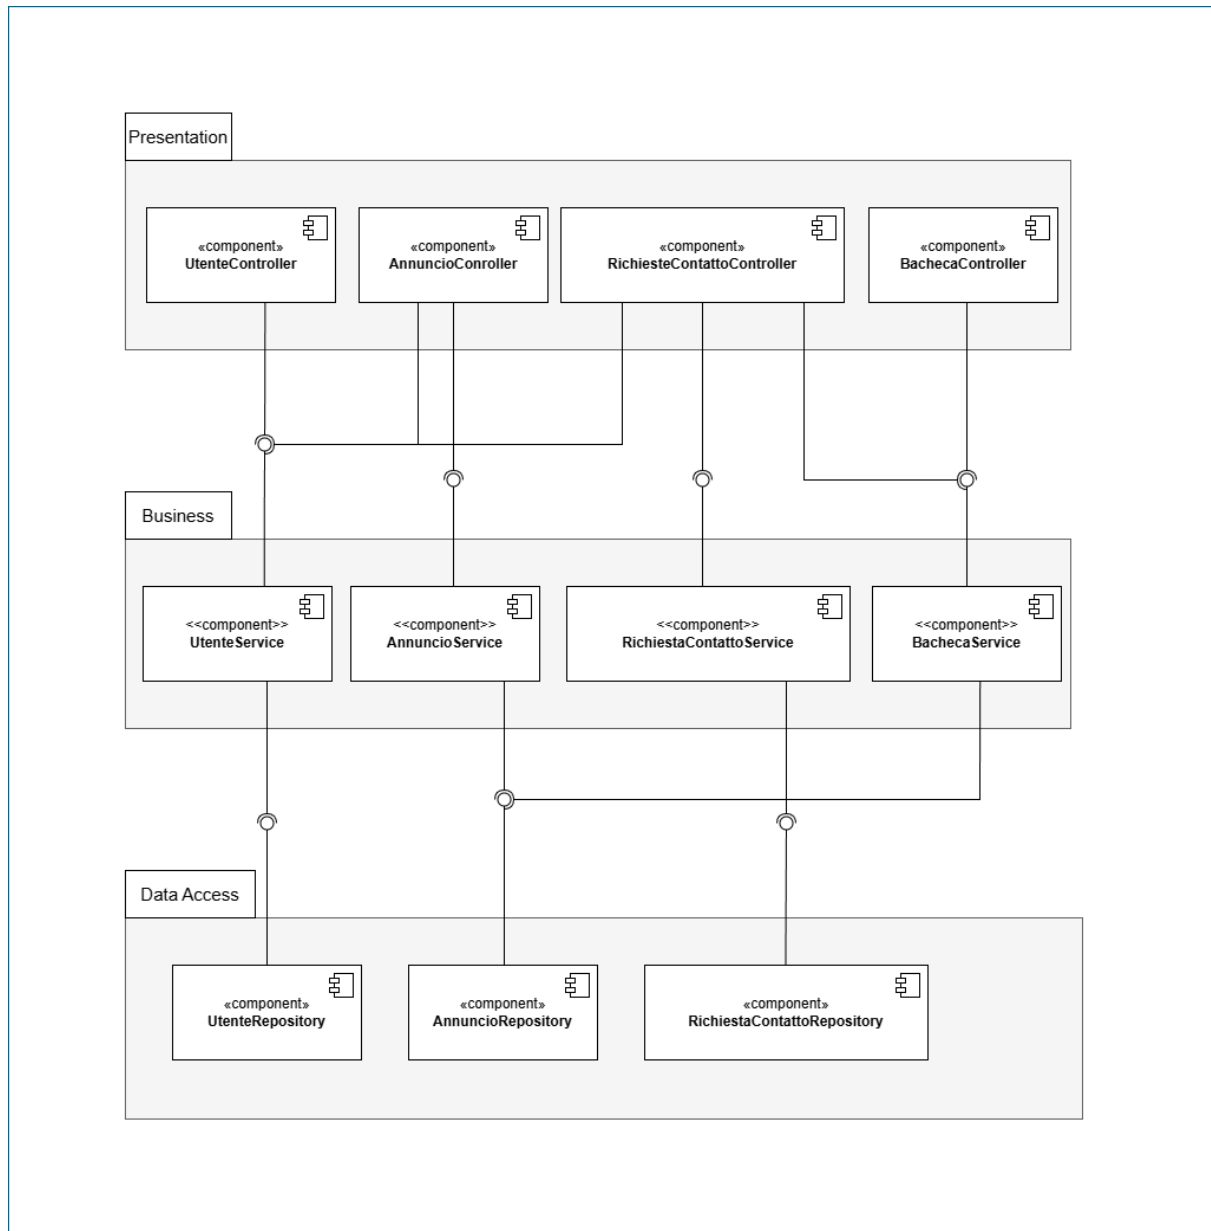 Presentation
«component»
UtenteController
«component»
AnnuncioConroller
«component»
RichiesteContattoController
«component»
BachecaController
Business
<<component>>
UtenteService
<<component>>
AnnuncioService
<<component>>
RichiestaContattoService
<<component>>
BachecaService
Data Access
«component»
UtenteRepository
«component»
AnnuncioRepository
«component»
RichiestaContattoRepository